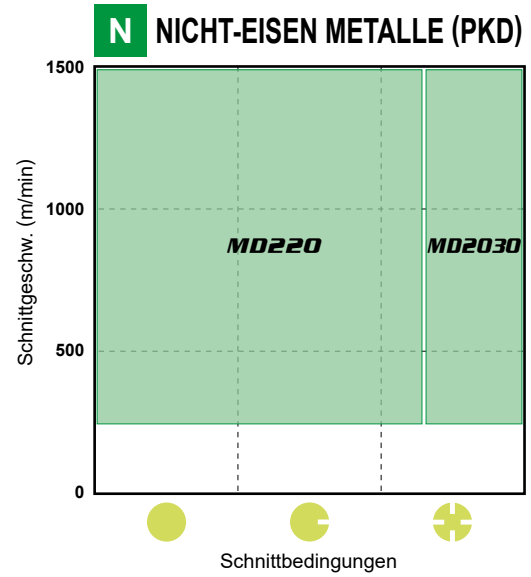 N NICHT-EISEN METALLE (PKD)
Schnittgeschw. (m/min)
1500
1000
500
0
MD220
MD2030
Schnittbedingungen